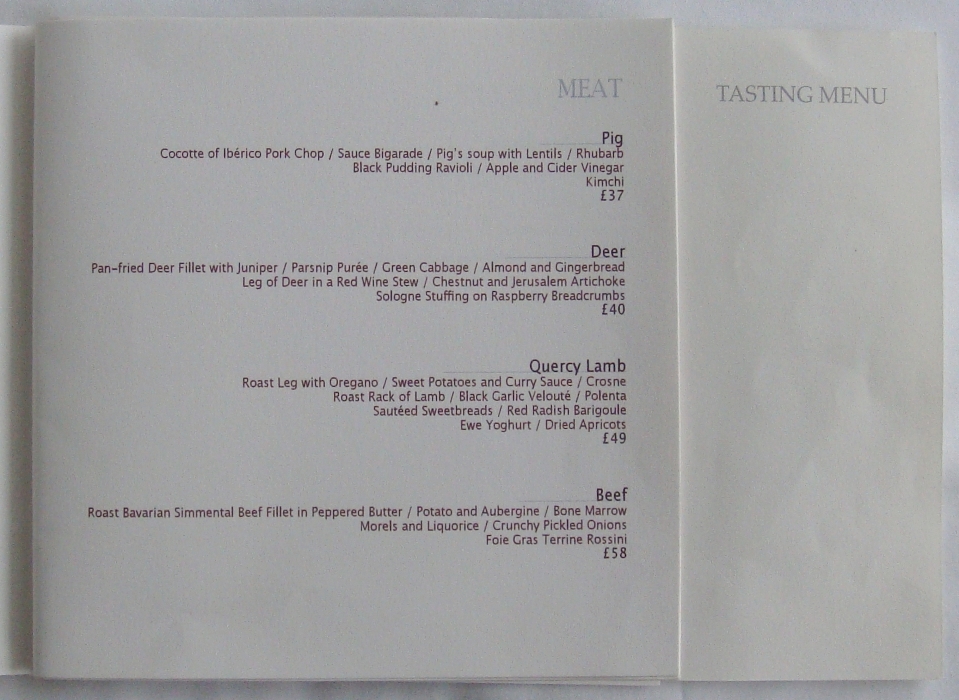 MEAT
Pig
Cocotte of Ibérico Pork Chop / Sauce Bigarade / Pig's soup with Lentils / Rhubarb
Black Pudding Ravioli / Apple and Cider Vinegar
Kimchi
£37
Deer
Pan-fried Deer Fillet with Juniper / Parsnip Purée / Green Cabbage / Almond and Gingerbread
Leg of Deer in a Red Wine Stew / Chestnut and Jerusalem Artichoke
Sologne Stuffing on Raspberry Breadcrumbs
£40
Quercy Lamb
Roast Leg with Oregano / Sweet Potatoes and Curry Sauce / Crosne
Roast Rack of Lamb / Black Garlic Velouté / Polenta
Sautéed Sweetbreads / Red Radish Barigoule
Ewe Yoghurt / Dried Apricots
£49
Beef
Roast Bavarian Simmental Beef Fillet in Peppered Butter / Potato and Aubergine / Bone Marrow
Morels and Liquorice / Crunchy Pickled Onions
Foie Gras Terrine Rossini
£58
TASTING MENU